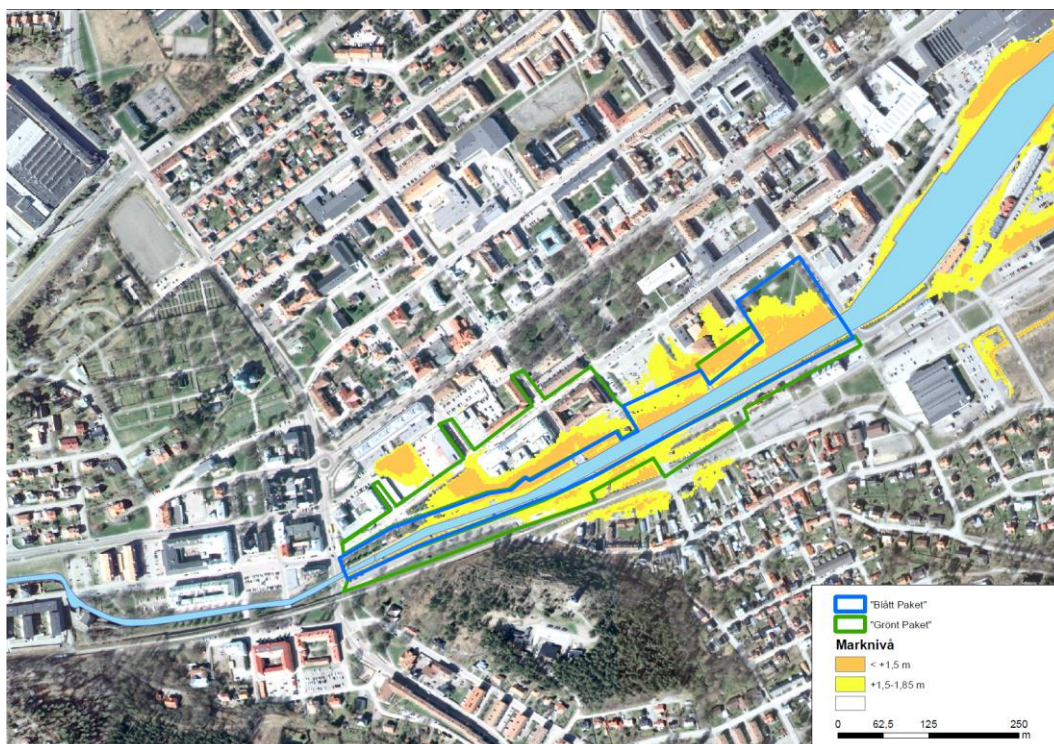 "Blått Paket"
"Grönt Paket"
Marknivå
< +1,5 m
+1,5-1,85 m
0 62,5 125 250
m